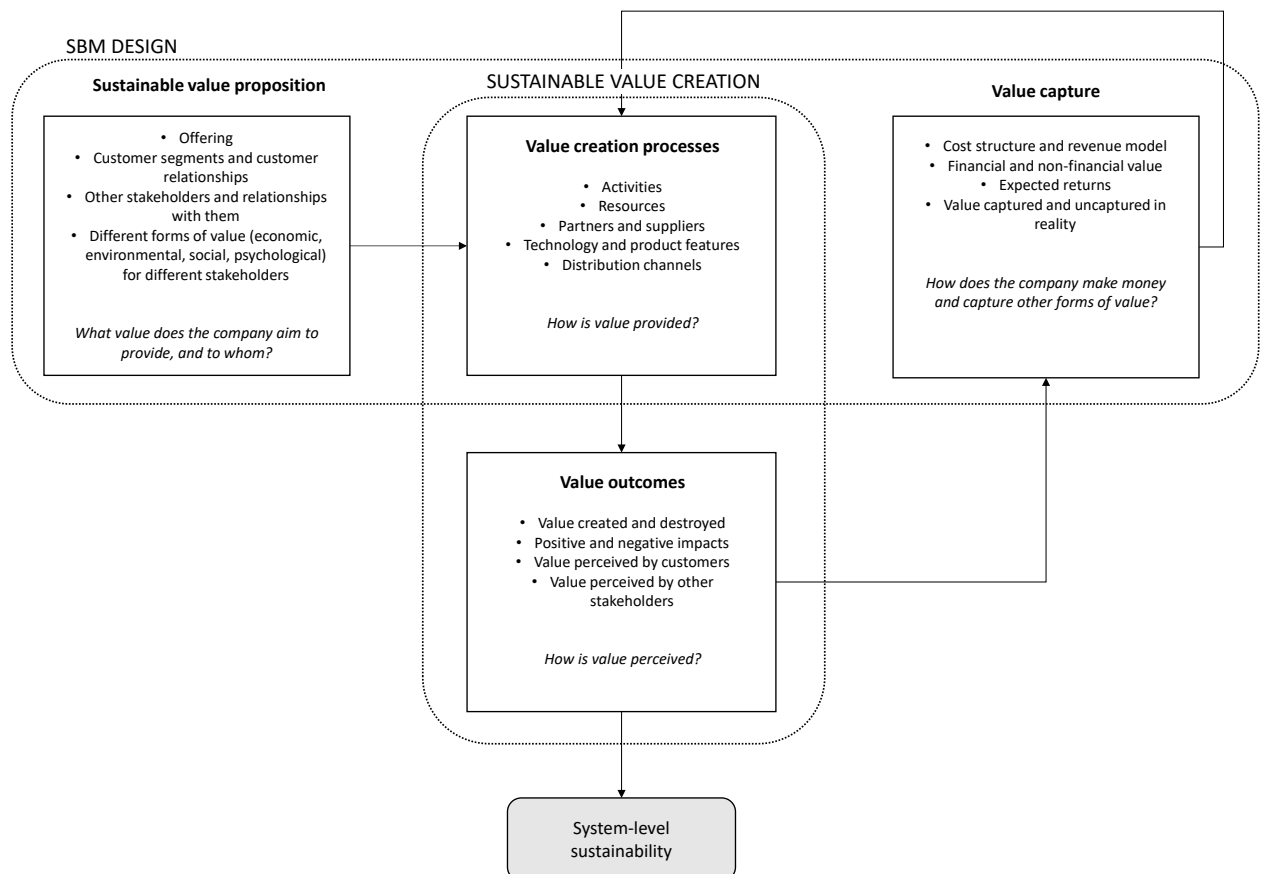 SBM DESIGN
Sustainable value proposition
• Offering
• Customer segments and customer
relationships
• Other stakeholders and relationships
with them
• Different forms of value (economic,
environmental, social, psychological)
for different stakeholders
What value does the company aim to
provide, and to whom?
SUSTAINABLE VALUE CREATION
Value creation processes
• Activities
• Resources
• Partners and suppliers
• Technology and product features
• Distribution channels
How is value provided?
Value capture
• Cost structure and revenue model
• Financial and non-financial value
• Expected returns
• Value captured and uncaptured in
reality
How does the company make money
and capture other forms of value?
Value outcomes
• Value created and destroyed
• Positive and negative impacts
• Value perceived by customers
• Value perceived by other
stakeholders
How is value perceived?
System-level
sustainability